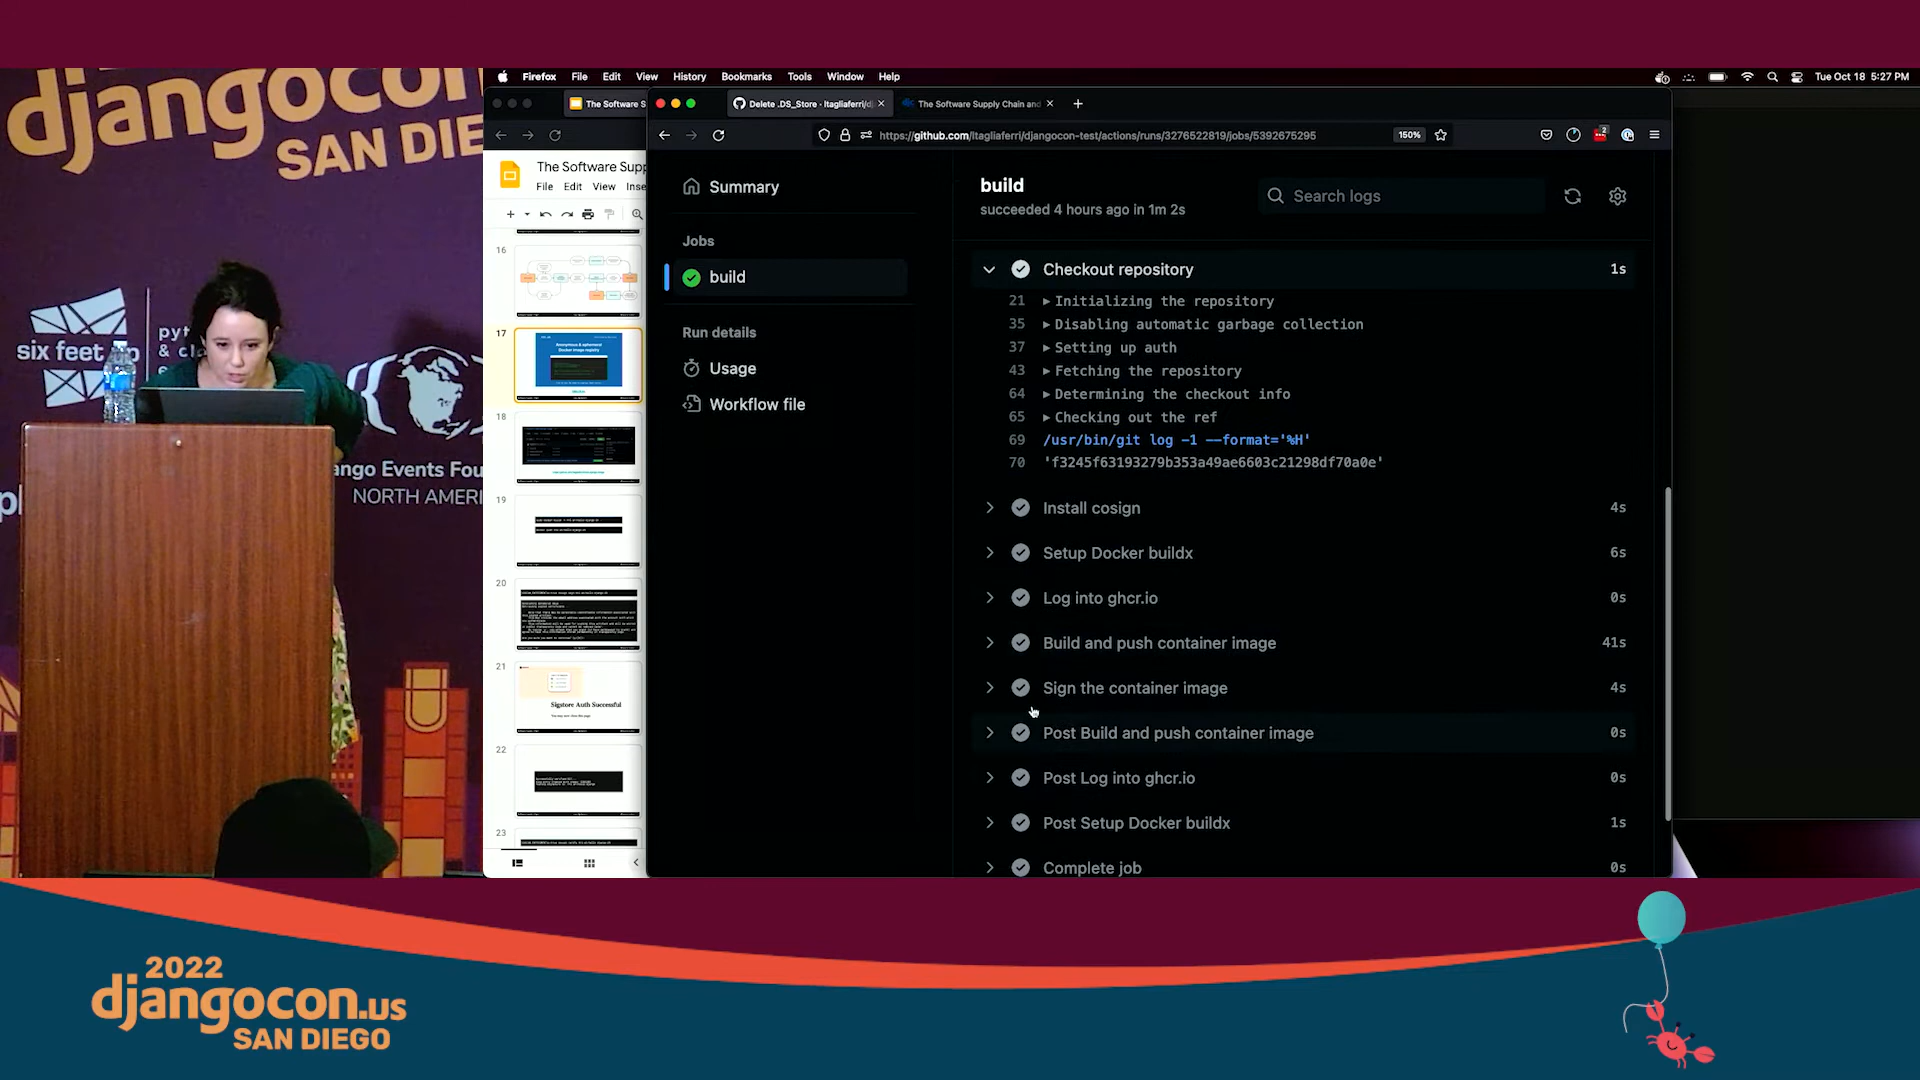 djangocon
SAN DIE
six feet up
pyt
& cl
ango Events Fou
NORTH AMERI
Firefox File Edit View History Bookmarks Tools Window Help
Tue Oct 18 5:27 PM
The Software S
Delete .DS_Store · ltagliaferri/dj
The Software Supply Chain and
https://github.com/ltagliaferri/djangocon-test/actions/runs/3276522819/jobs/5392675295
150%
The Software Supp
File Edit View Inse
16
17
Anonymous & ephemeral
Docker image registry
18
19
20
21
Sigstore Auth Successful
22
23
Summary
Jobs
build
Run details
Usage
Workflow file
build
succeeded 4 hours ago in 1m 2s
Search logs
Checkout repository 1s
21 Initializing the repository
35 Disabling automatic garbage collection
37 Setting up auth
43 Fetching the repository
64 Determining the checkout info
65 Checking out the ref
69 /usr/bin/git log -1 --format='%H'
70 'f3245f63193279b353a49ae6603c21298df70a0e'
Install cosign 4s
Setup Docker buildx 6s
Log into ghcr.io 0s
Build and push container image 41s
Sign the container image 4s
Post Build and push container image 0s
Post Log into ghcr.io 0s
Post Setup Docker buildx 1s
Complete job 0s
2022
djangocon.us
SAN DIEGO